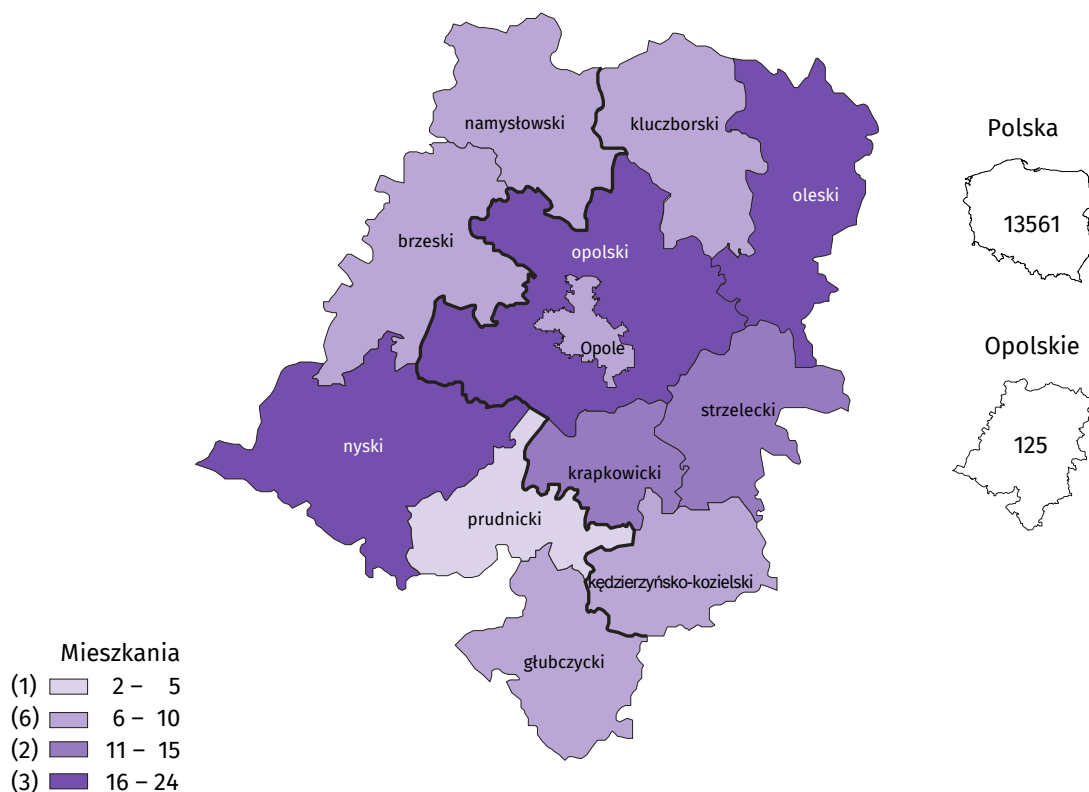 namysłowski
kluczborski
oleski
brzeski
opolski
Opole
strzelecki
nyski
krapkowicki
prudnicki
kędzierzyńsko-kozielski
głubczycki
Polska
13561
Opolskie
125
Mieszkania
(1) 2 – 5
(6) 6 – 10
(2) 11 – 15
(3) 16 – 24